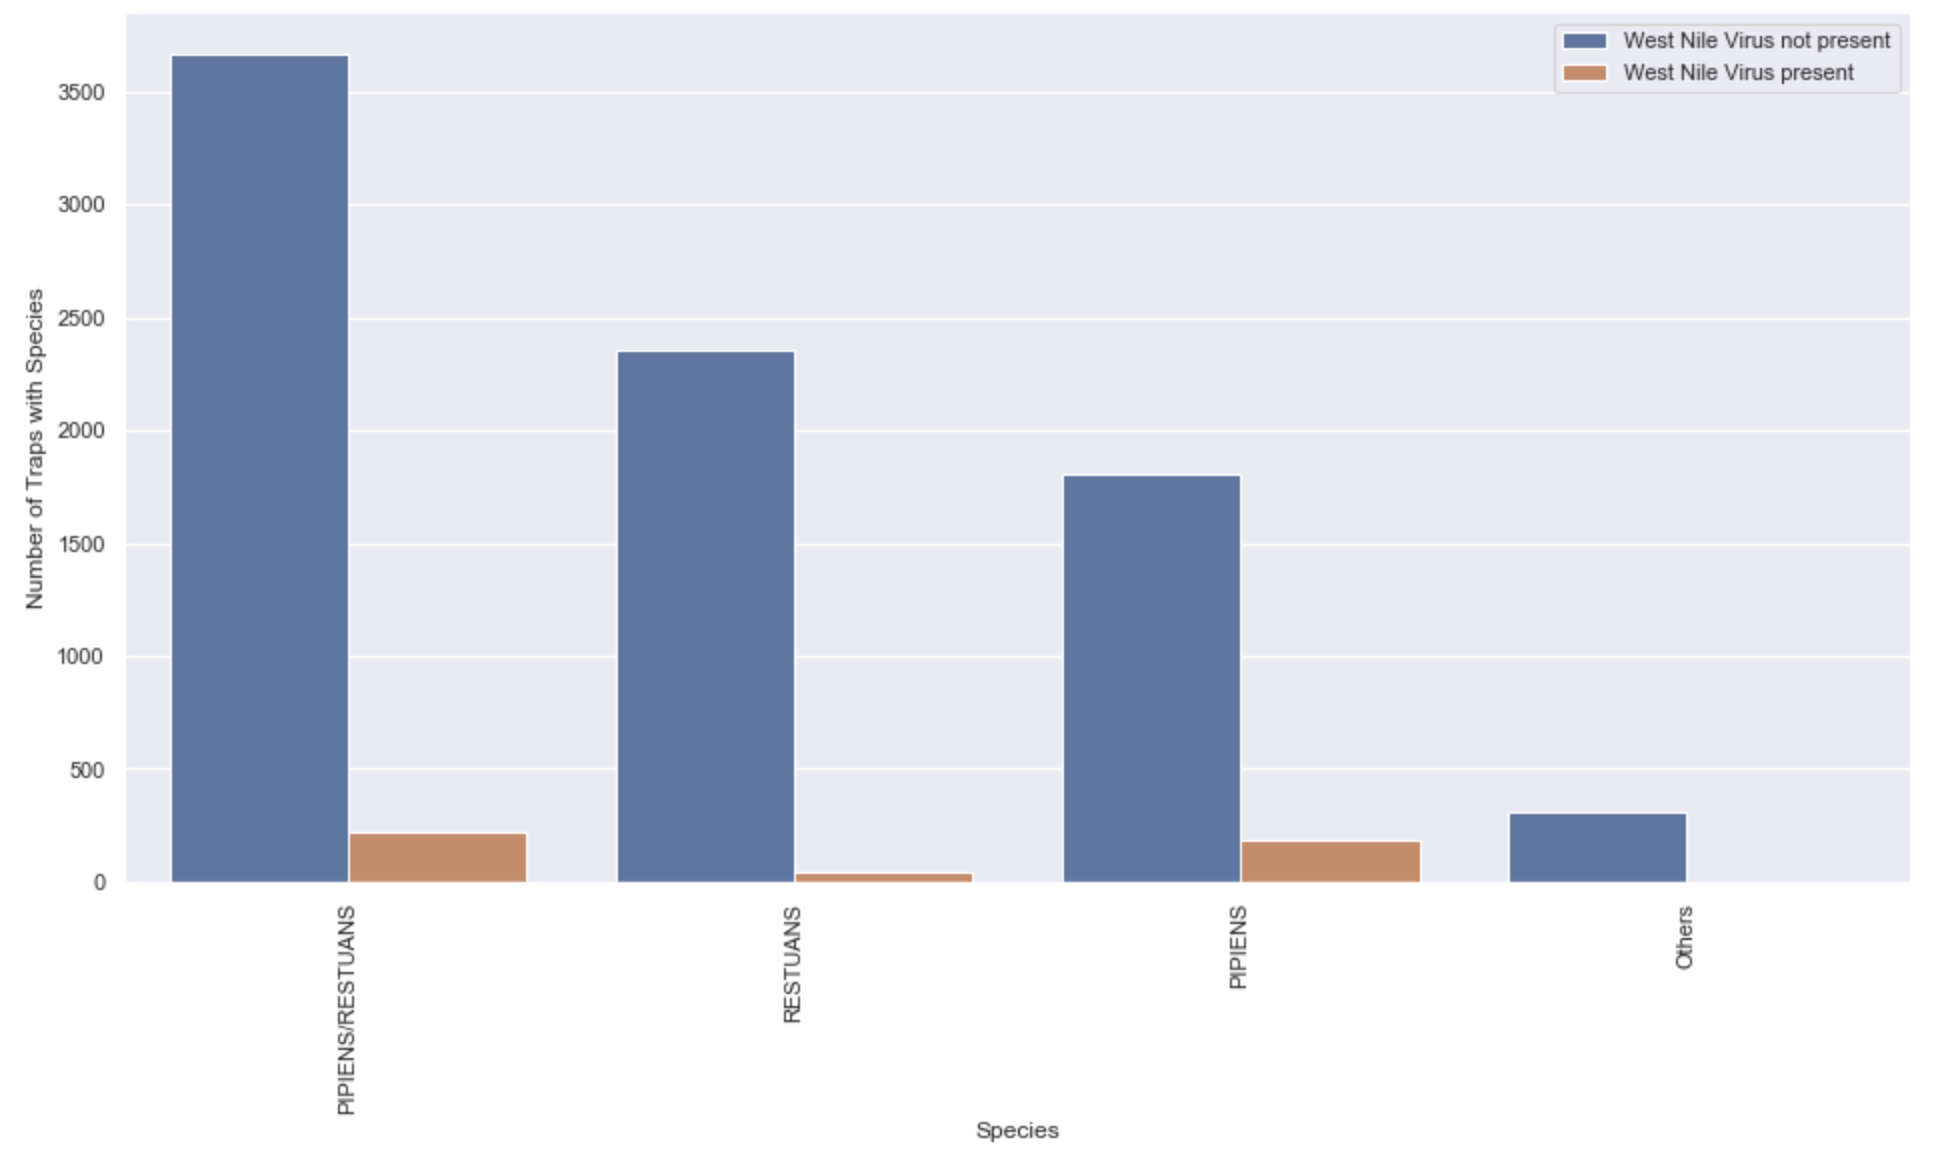 West Nile Virus not present
West Nile Virus present
Number of Traps with Species
3500
3000
2500
2000
1500
1000
500
0
PIPIENS/RESTUANS
RESTUANS
PIPIENS
Others
Species